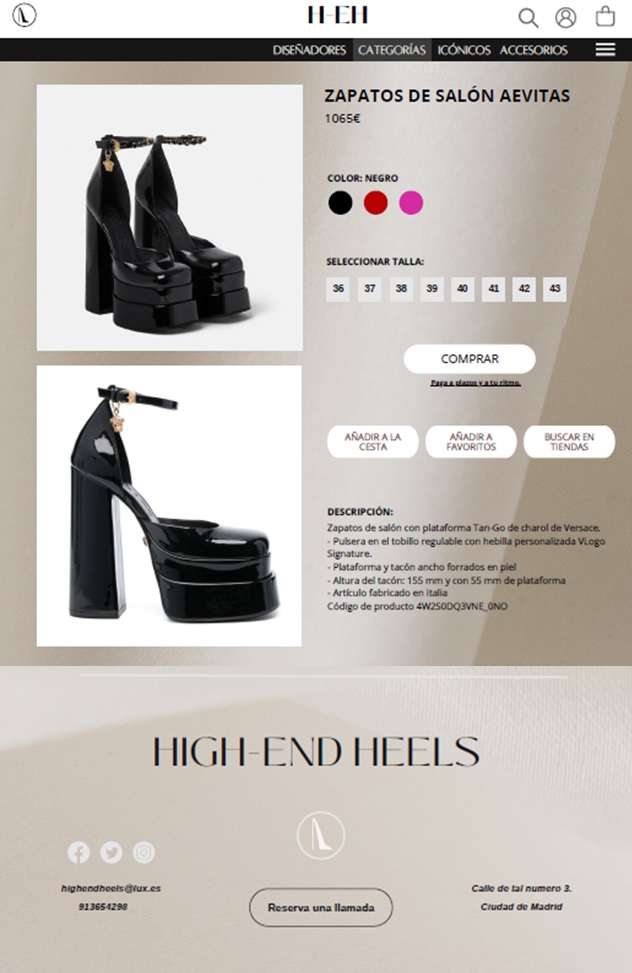 H-EH
DISEÑADORES CATEGORÍAS ICÓNICOS ACCESORIOS
ZAPATOS DE SALÓN AEVITAS
1065€
COLOR: NEGRO
SELECCIONAR TALLA:
36 37 38 39 40 41 42 43
COMPRAR
Paga a plazos y a tu ritmo.
AÑADIR A LA
CESTA
AÑADIR A
FAVORITOS
BUSCAR EN
TIENDAS
DESCRIPCIÓN:
Zapatos de salón con plataforma Tan-Go de charol de Versace.
- Pulsera en el tobillo regulable con hebilla personalizada VLogo
Signature.
- Plataforma y tacón ancho forrados en piel
- Altura del tacón: 155 mm y con 55 mm de plataforma
- Artículo fabricado en Italia
Código de producto 4W2S0DQ3VNE_0NO
HIGH-END HEELS
highendheels@lux.es
913654298
Reserva una llamada
Calle de tal numero 3.
Ciudad de Madrid